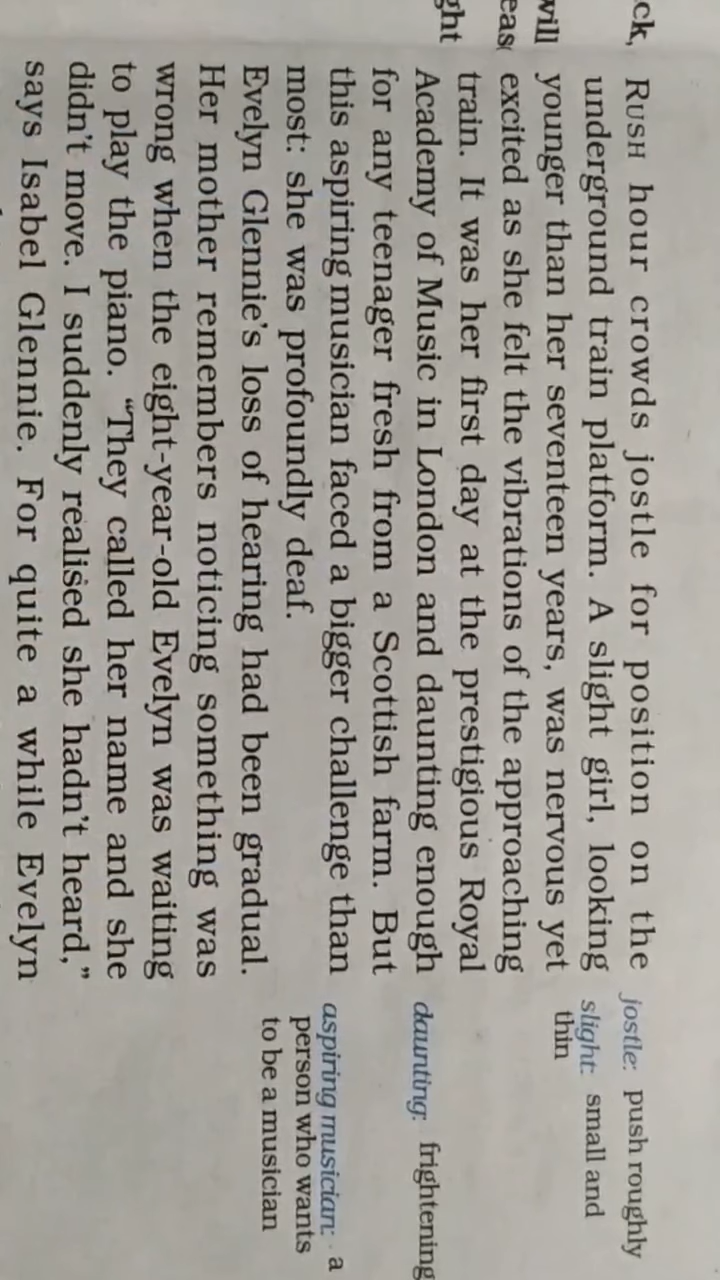 ck,
will
eas
ght
RUSH hour crowds jostle for position on the
underground train platform. A slight girl, looking
younger than her seventeen years, was nervous yet
excited as she felt the vibrations of the approaching
train. It was her first day at the prestigious Royal
Academy of Music in London and daunting enough
for any teenager fresh from a Scottish farm. But
this aspiring musician faced a bigger challenge than
most: she was profoundly deaf.
Evelyn Glennie's loss of hearing had been gradual.
Her mother remembers noticing something was
wrong when the eight-year-old Evelyn was waiting
to play the piano. “They called her name and she
didn't move. I suddenly realised she hadn't heard,”
says Isabel Glennie. For quite a while Evelyn
jostle: push roughly
slight: small and
thin
daunting: frightening
aspiring musician: a
person who wants
to be a musician